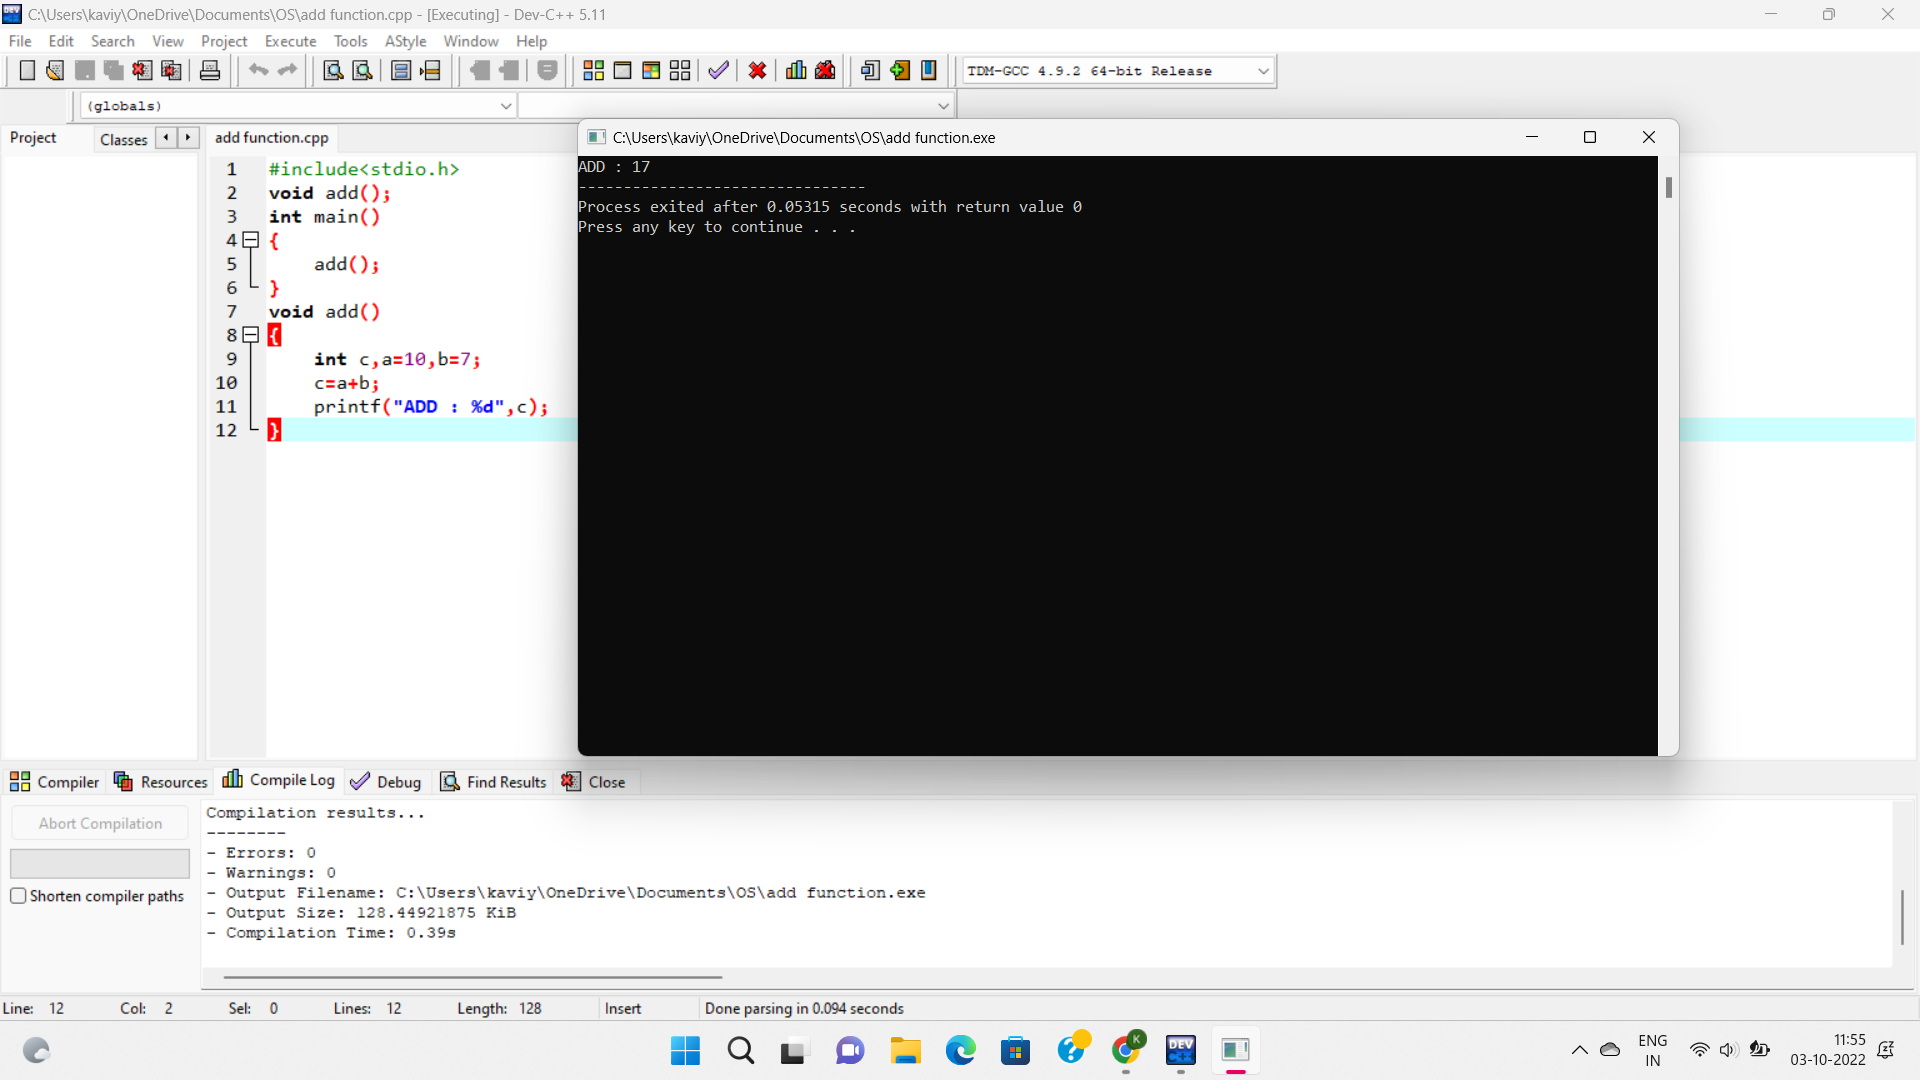 C:\Users\kaviy\OneDrive\Documents\OS\add function.cpp - [Executing] - Dev-C++ 5.11
File Edit Search View Project Execute Tools AStyle Window Help
TDM-GCC 4.9.2 64-bit Release
(globals)
Project Classes add function.cpp
1 #include<stdio.h>
2 void add();
3 int main()
4 {
5 add();
6 }
7 void add()
8 {
9 int c,a=10,b=7;
10 c=a+b;
11 printf("ADD : %d",c);
12 }
C:\Users\kaviy\OneDrive\Documents\OS\add function.exe
ADD : 17
--------------------------------
Process exited after 0.05315 seconds with return value 0
Press any key to continue . . .
Compiler Resources Compile Log Debug Find Results Close
Abort Compilation
Shorten compiler paths
Compilation results...
--------
- Errors: 0
- Warnings: 0
- Output Filename: C:\Users\kaviy\OneDrive\Documents\OS\add function.exe
- Output Size: 128.44921875 KiB
- Compilation Time: 0.39s
Line: 12 Col: 2 Sel: 0 Lines: 12 Length: 128 Insert Done parsing in 0.094 seconds
K
DEV C++
ENG
IN
11:55
03-10-2022